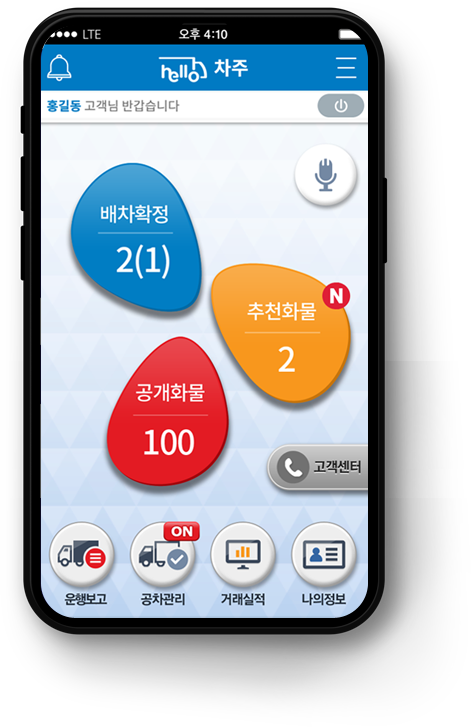 LTE 오후 4:10
hello 차주
홍길동 고객님 반갑습니다
배차확정
2(1)
N
추천화물
2
공개화물
100
고객센터
ON
운행보고 공차관리 거래실적 나의정보